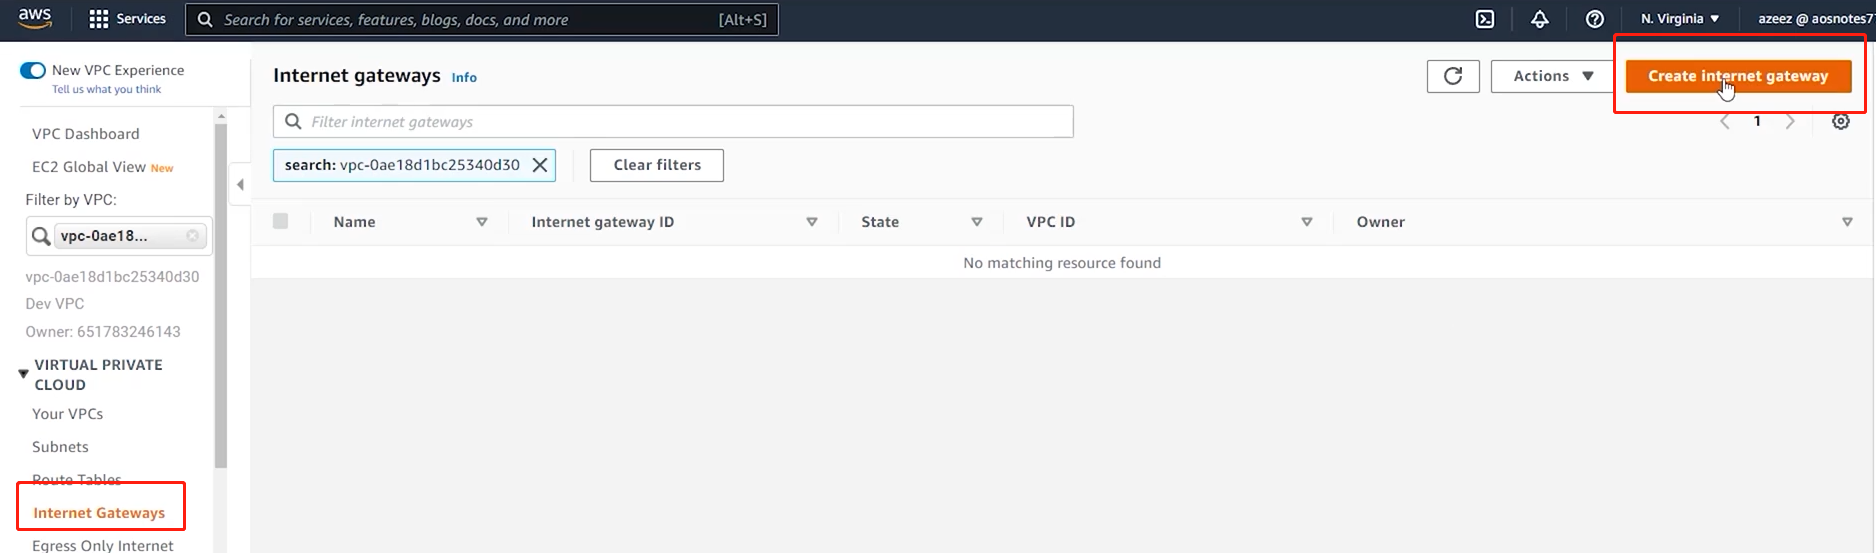 aws Services Search for services, features, blogs, docs, and more [Alt+S] N. Virginia ▼ azeez @ aosnotes7
New VPC Experience
Tell us what you think
VPC Dashboard
EC2 Global View New
Filter by VPC:
vpc-0ae18...
vpc-0ae18d1bc25340d30
Dev VPC
Owner: 651783246143
VIRTUAL PRIVATE
CLOUD
Your VPCs
Subnets
Route Tables
Internet Gateways
Egress Only Internet
Internet gateways Info
Actions ▼
Create internet gateway
Filter internet gateways
1
search: vpc-0ae18d1bc25340d30
Clear filters
Name Internet gateway ID State VPC ID Owner
No matching resource found